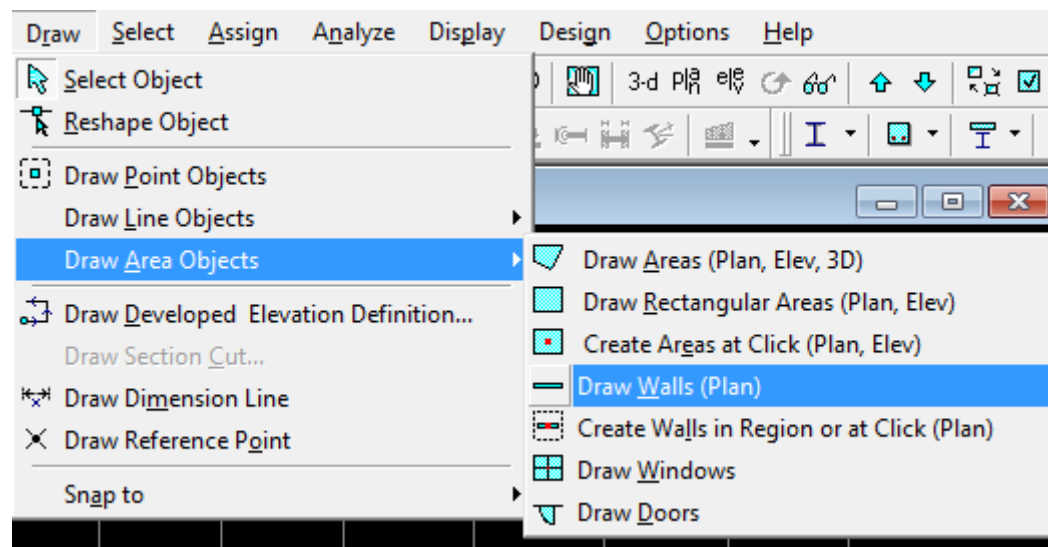 Draw Select Assign Analyze Display Design Options Help
Select Object
3-d
Reshape Object
Draw Point Objects
Draw Line Objects
Draw Area Objects
Draw Areas (Plan, Elev, 3D)
Draw Developed Elevation Definition...
Draw Rectangular Areas (Plan, Elev)
Draw Section Cut...
Create Areas at Click (Plan, Elev)
Draw Dimension Line
Draw Walls (Plan)
Draw Reference Point
Create Walls in Region or at Click (Plan)
Draw Windows
Snap to
Draw Doors